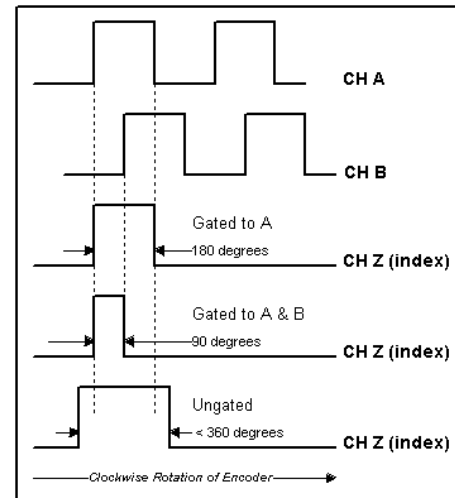 CH A
CH B
Gated to A
180 degrees
CH Z (index)
Gated to A & B
90 degrees
CH Z (index)
Ungated
< 360 degrees
CH Z (index)
Clockwise Rotation of Encoder